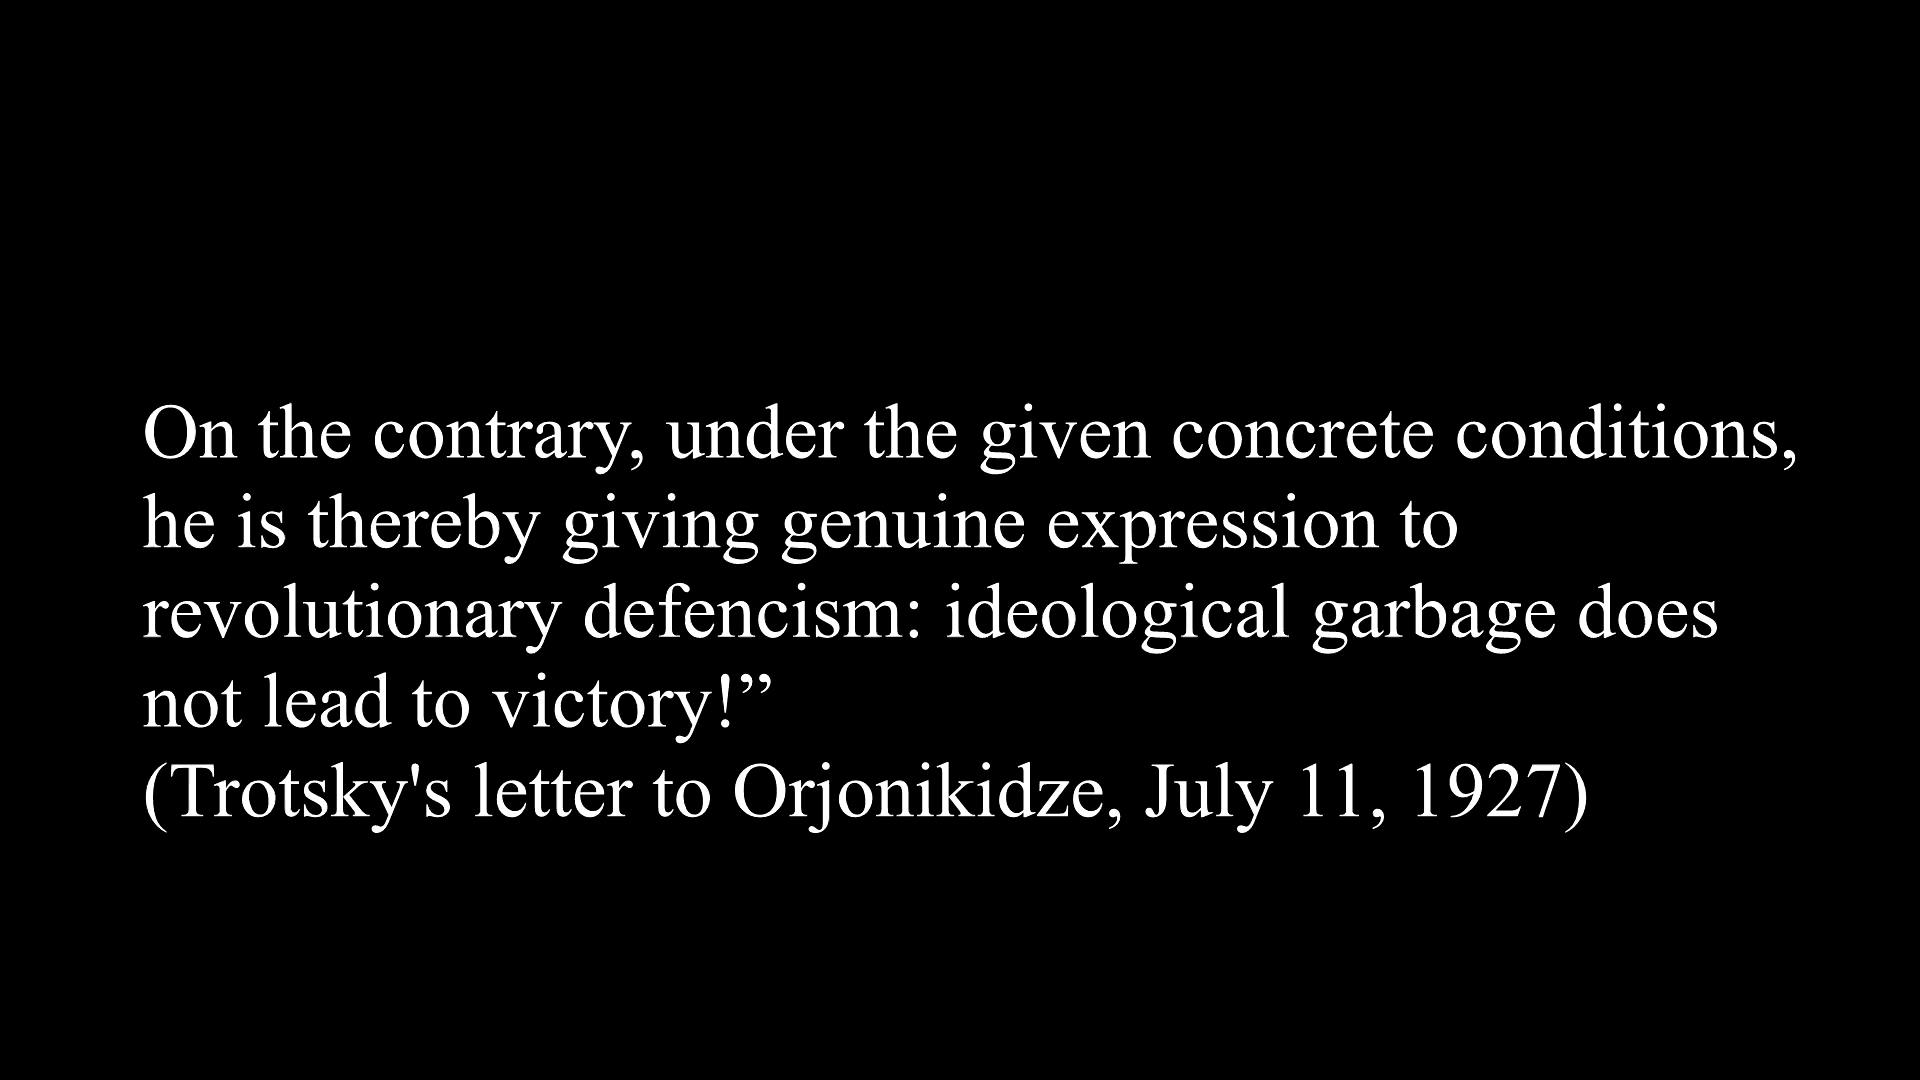 On the contrary, under the given concrete conditions,
he is thereby giving genuine expression to
revolutionary defencism: ideological garbage does
not lead to victory!”
(Trotsky's letter to Orjonikidze, July 11, 1927)